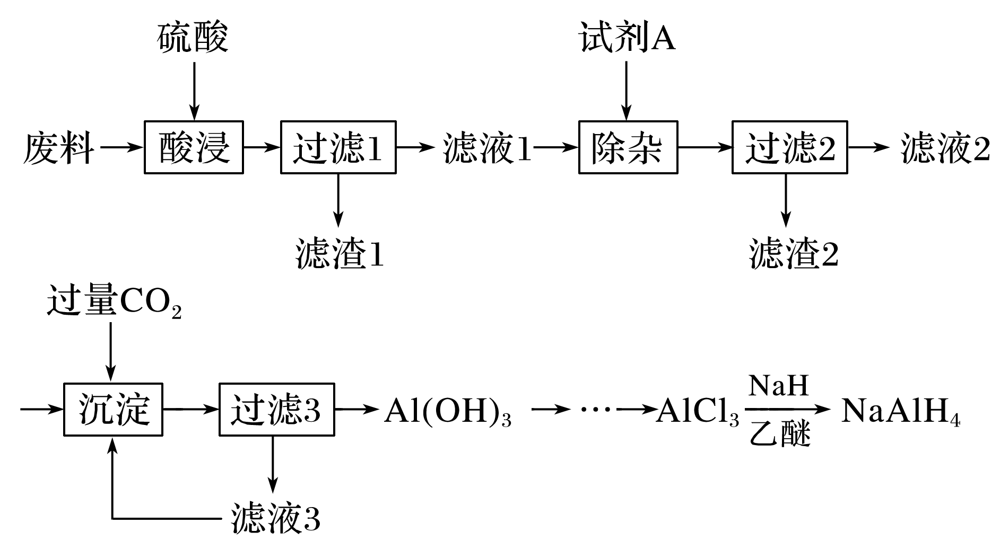 硫酸
试剂A
废料
酸浸
过滤1
滤液1
除杂
过滤2
滤液2
滤渣1
滤渣2
过量CO₂
沉淀
过滤3
Al(OH)₃
……
AlCl₃
NaH
乙醚
NaAlH₄
滤液3